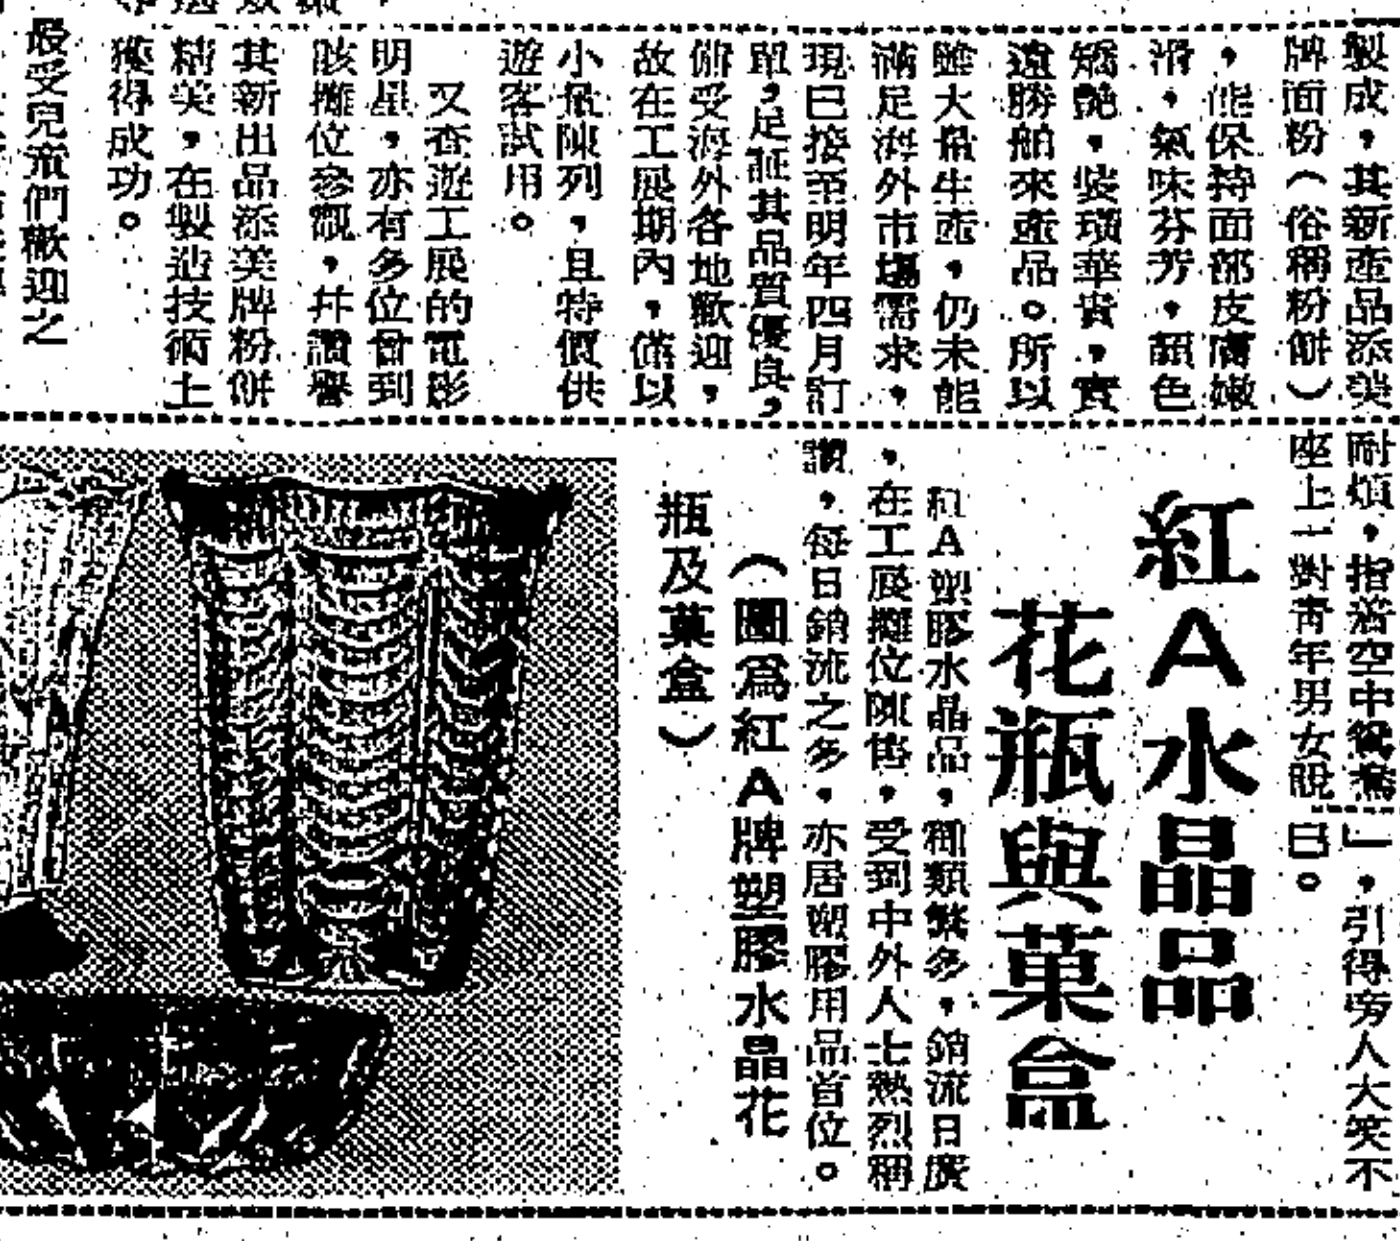 製成，其新產品添美
牌面粉（俗稱粉餅）
，能保持面部皮膚嫩
滑，氣味芬芳，顏色
矯艷，裝璜華貴，實
遠勝舶來產品。所以
雖大量生產，仍未能
滿足海外市塲需求，
現已接至明年四月訂
單，足証其品質優良，
俏受海外各地歡迎，
故在工展期內，僅以
小量陳列，且特價供
遊客試用。
又查遊工展的電影
明星，亦有多位曾到
該攤位參觀，并讚譽
其新出品添美牌粉餅
精美，在製造技術上
獲得成功。
最受兒童們歡迎之
耐煩，指着空中鴛鴦
座上一對靑年男女說
」，引得旁人大笑不
已。
紅A水晶品
花瓶與菓盒
紅A塑膠水晶品，種類繁多，銷流日廣
，在工展攤位陳售，受到中外人士熱烈稱
讚，每日銷流之多，亦居塑膠用品首位。
（圖爲紅A牌塑膠水晶花
瓶及菓盒）